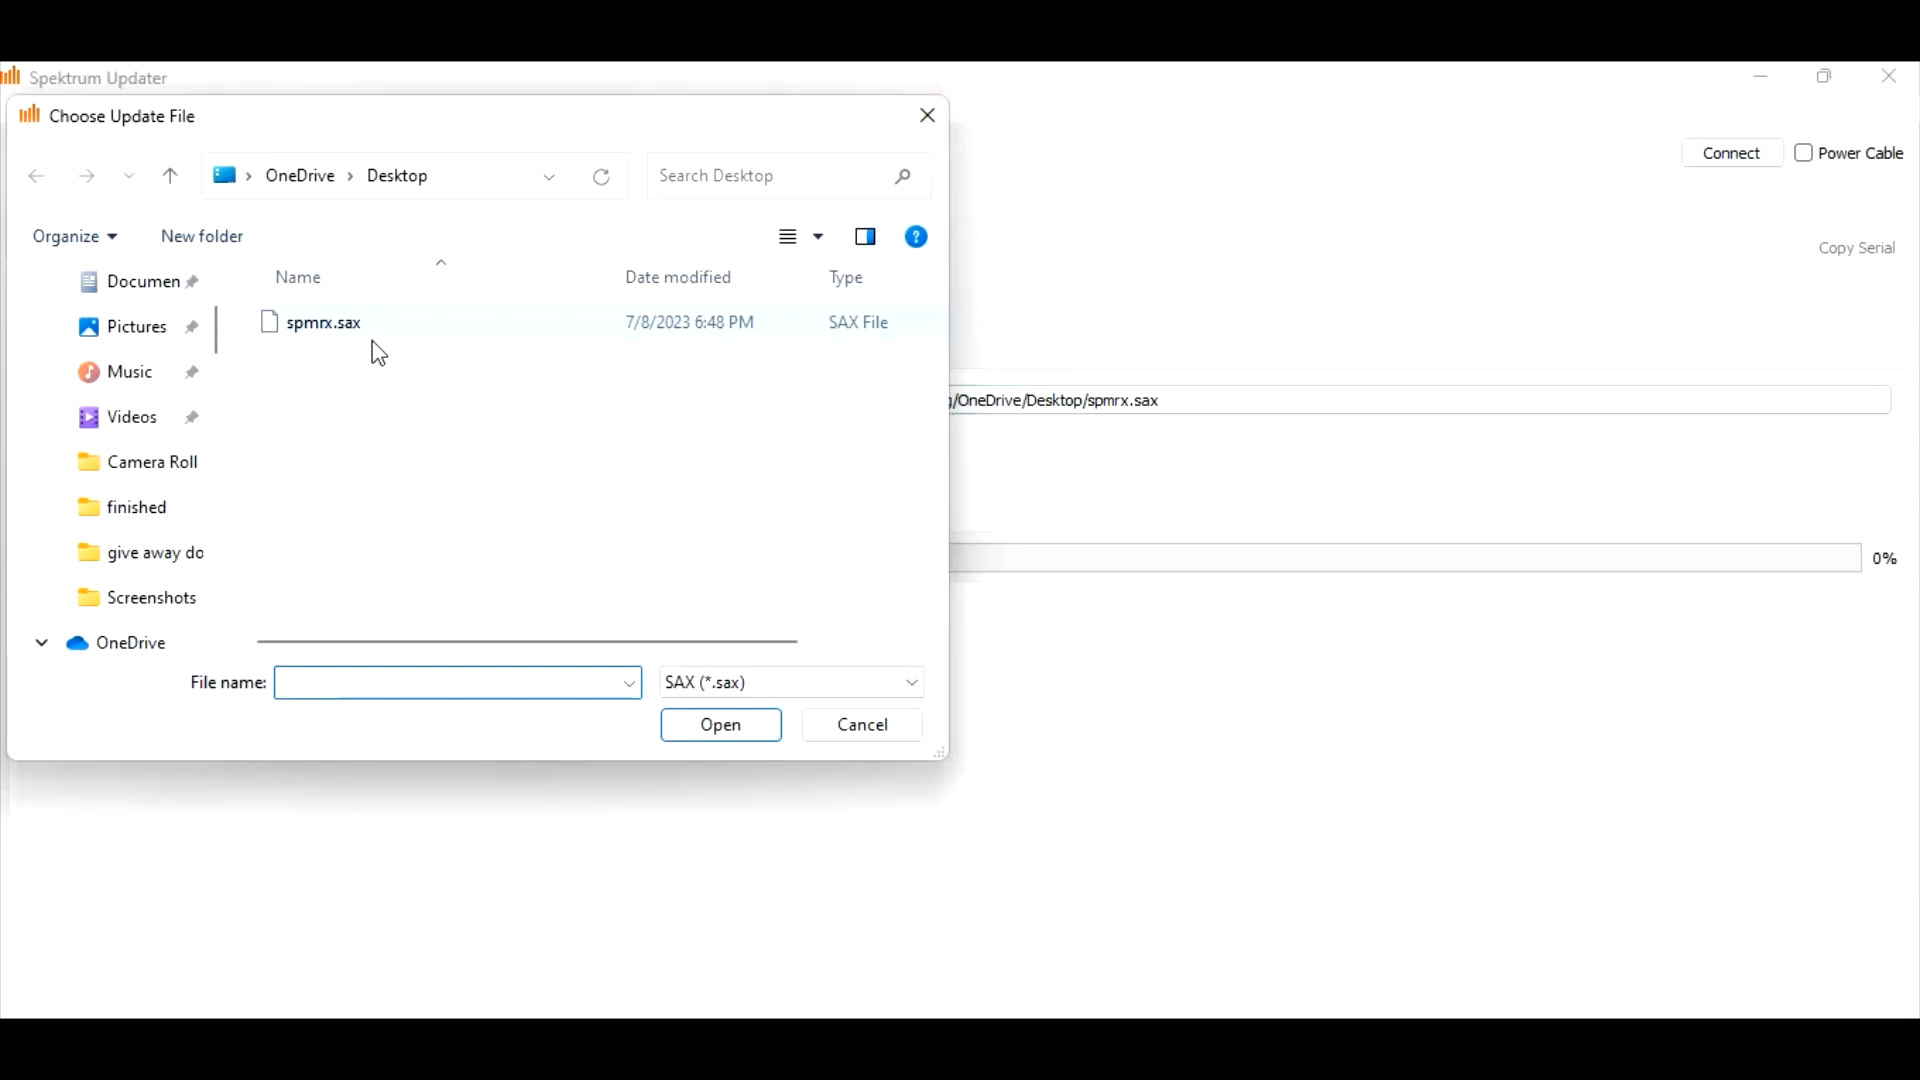 Spektrum Updater
Choose Update File
OneDrive > Desktop
Search Desktop
Connect
Power Cable
Organize
New folder
Copy Serial
Name
Date modified
Type
Documen
Pictures
Music
Videos
Camera Roll
finished
give away do
Screenshots
OneDrive
spmrx.sax
7/8/2023 6:48 PM
SAX File
/OneDrive/Desktop/spmrx.sax
0%
File name:
SAX (*.sax)
Open
Cancel